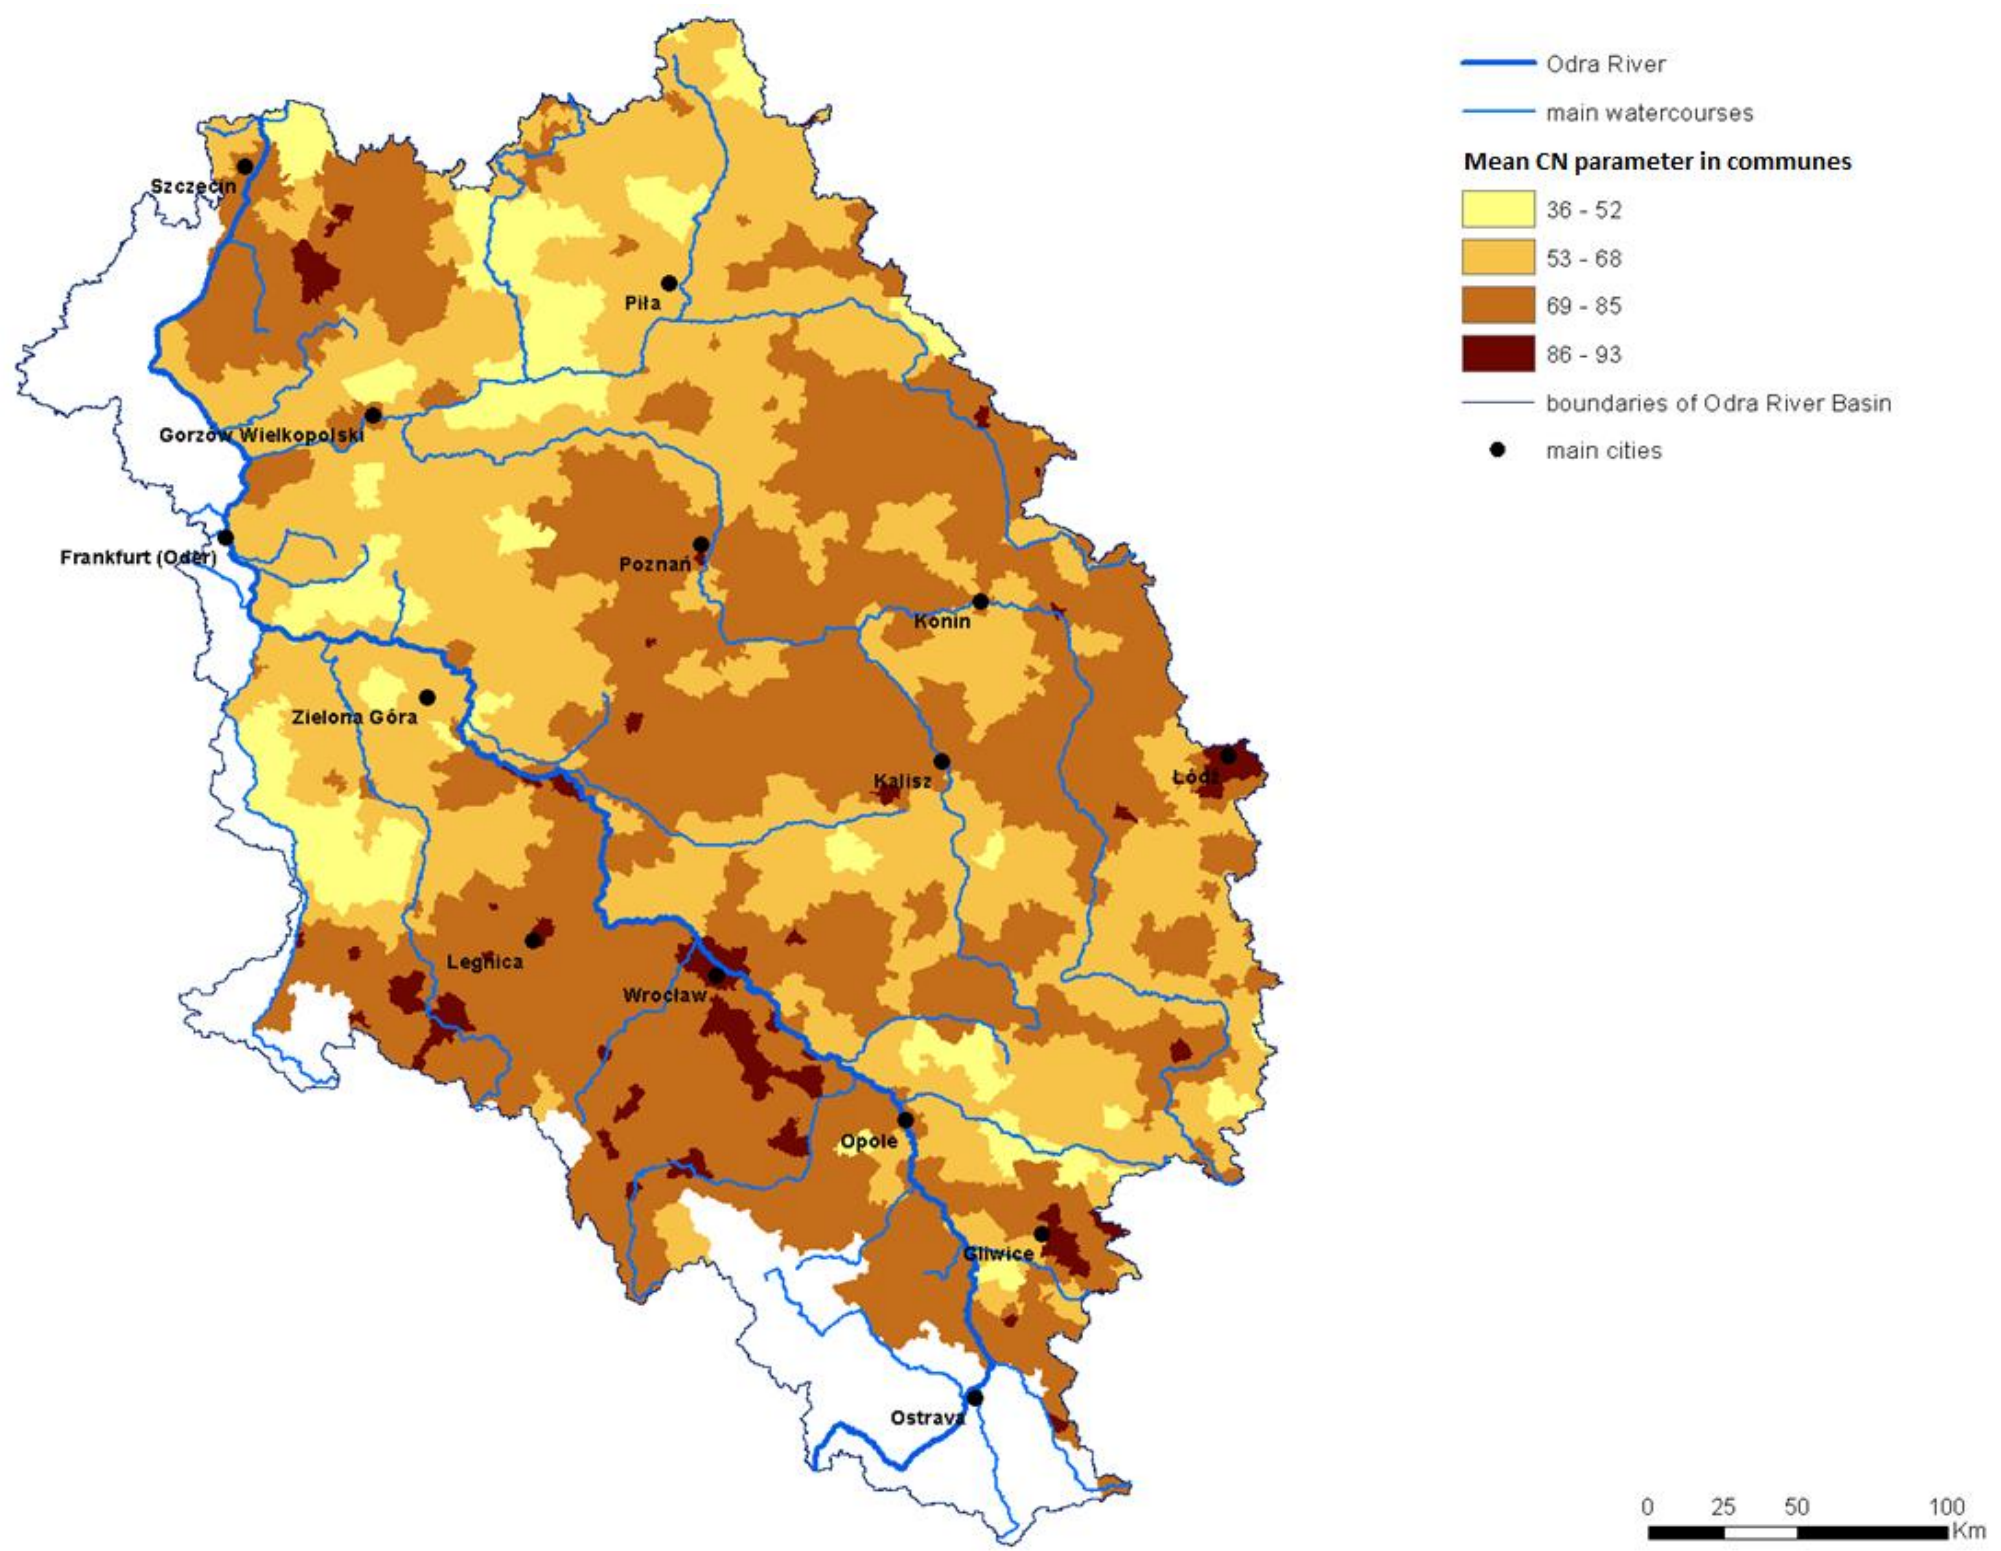 Odra River
main watercourses
Mean CN parameter in communes
36 - 52
53 - 68
69 - 85
86 - 93
boundaries of Odra River Basin
main cities
Szczecin
Piła
Gorzów Wielkopolski
Frankfurt (Oder)
Poznań
Konin
Zielona Góra
Kalisz
Łódź
Legnica
Wrocław
Opole
Gliwice
Ostrava
0 25 50 100
Km